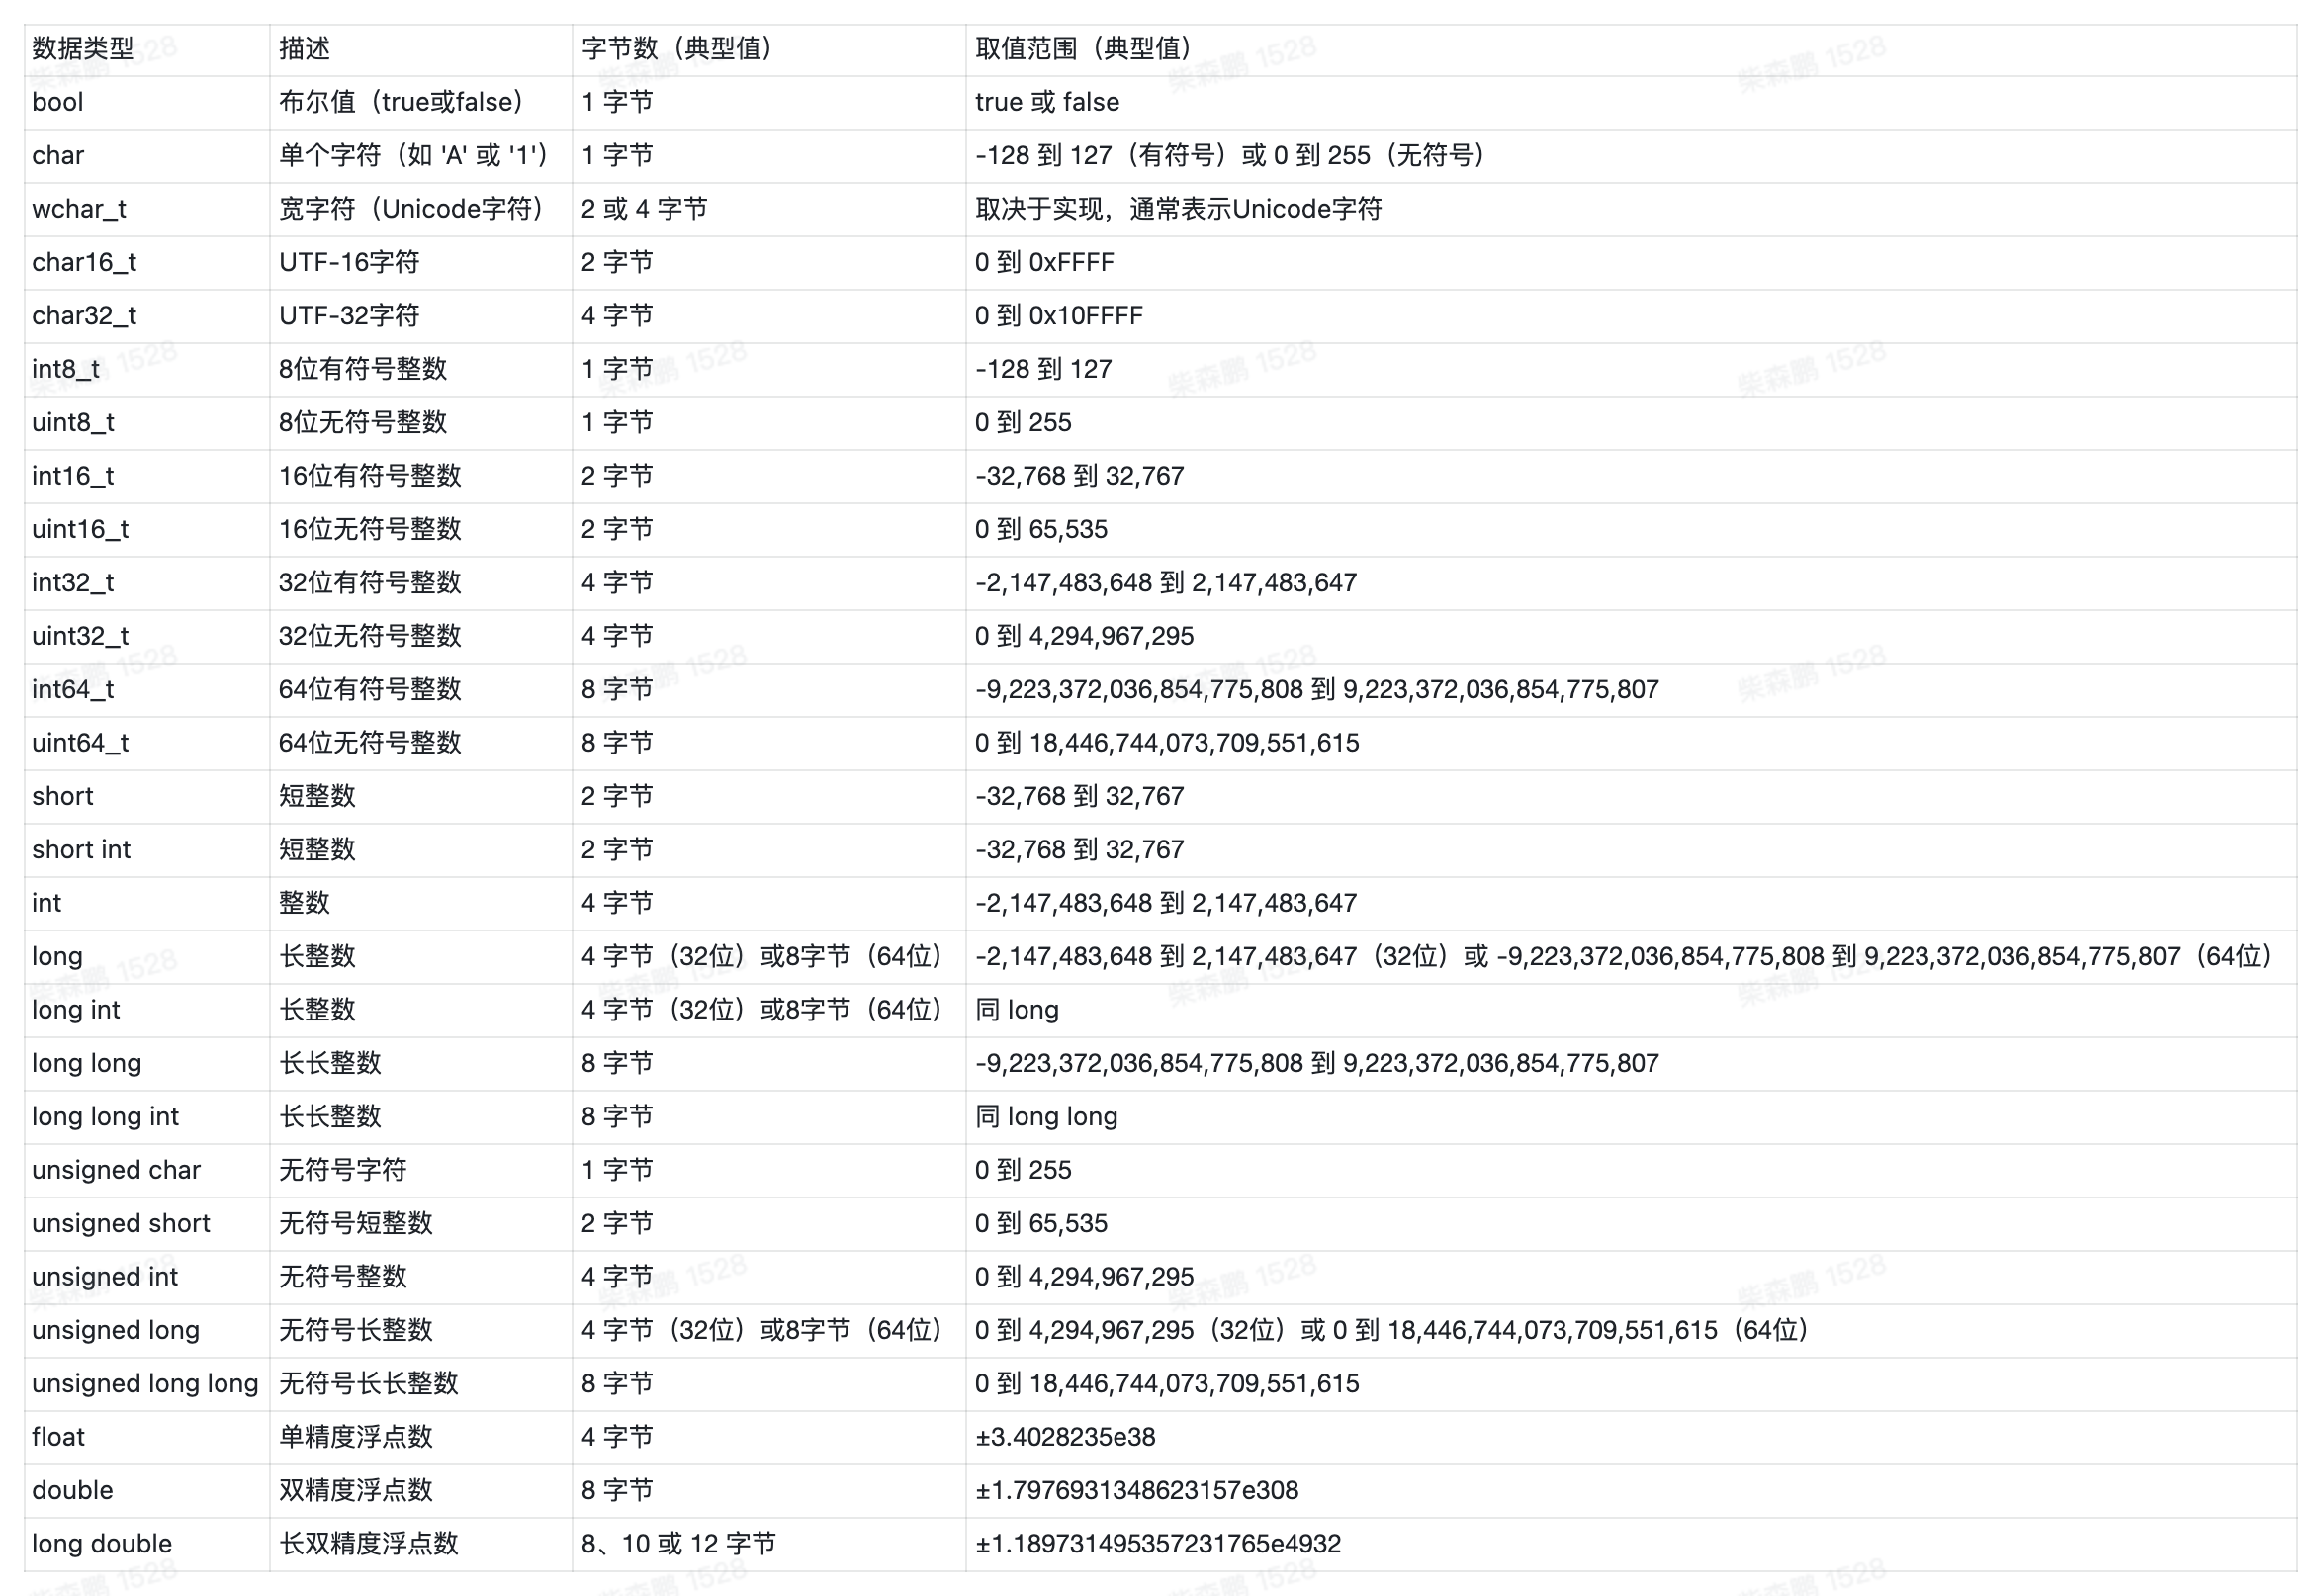 数据类型 描述 字节数（典型值） 取值范围（典型值）
bool 布尔值（true或false） 1 字节 true 或 false
char 单个字符（如 'A' 或 '1'） 1 字节 -128 到 127（有符号）或 0 到 255（无符号）
wchar_t 宽字符（Unicode字符） 2 或 4 字节 取决于实现，通常表示Unicode字符
char16_t UTF-16字符 2 字节 0 到 0xFFFF
char32_t UTF-32字符 4 字节 0 到 0x10FFFF
int8_t 8位有符号整数 1 字节 -128 到 127
uint8_t 8位无符号整数 1 字节 0 到 255
int16_t 16位有符号整数 2 字节 -32,768 到 32,767
uint16_t 16位无符号整数 2 字节 0 到 65,535
int32_t 32位有符号整数 4 字节 -2,147,483,648 到 2,147,483,647
uint32_t 32位无符号整数 4 字节 0 到 4,294,967,295
int64_t 64位有符号整数 8 字节 -9,223,372,036,854,775,808 到 9,223,372,036,854,775,807
uint64_t 64位无符号整数 8 字节 0 到 18,446,744,073,709,551,615
short 短整数 2 字节 -32,768 到 32,767
short int 短整数 2 字节 -32,768 到 32,767
int 整数 4 字节 -2,147,483,648 到 2,147,483,647
long 长整数 4 字节（32位）或8字节（64位） -2,147,483,648 到 2,147,483,647（32位）或 -9,223,372,036,854,775,808 到 9,223,372,036,854,775,807（64位）
long int 长整数 4 字节（32位）或8字节（64位） 同 long
long long 长长整数 8 字节 -9,223,372,036,854,775,808 到 9,223,372,036,854,775,807
long long int 长长整数 8 字节 同 long long
unsigned char 无符号字符 1 字节 0 到 255
unsigned short 无符号短整数 2 字节 0 到 65,535
unsigned int 无符号整数 4 字节 0 到 4,294,967,295
unsigned long 无符号长整数 4 字节（32位）或8字节（64位） 0 到 4,294,967,295（32位）或 0 到 18,446,744,073,709,551,615（64位）
unsigned long long 无符号长长整数 8 字节 0 到 18,446,744,073,709,551,615
float 单精度浮点数 4 字节 ±3.4028235e38
double 双精度浮点数 8 字节 ±1.7976931348623157e308
long double 长双精度浮点数 8、10 或 12 字节 ±1.189731495357231765e4932
柴森鹏 1528